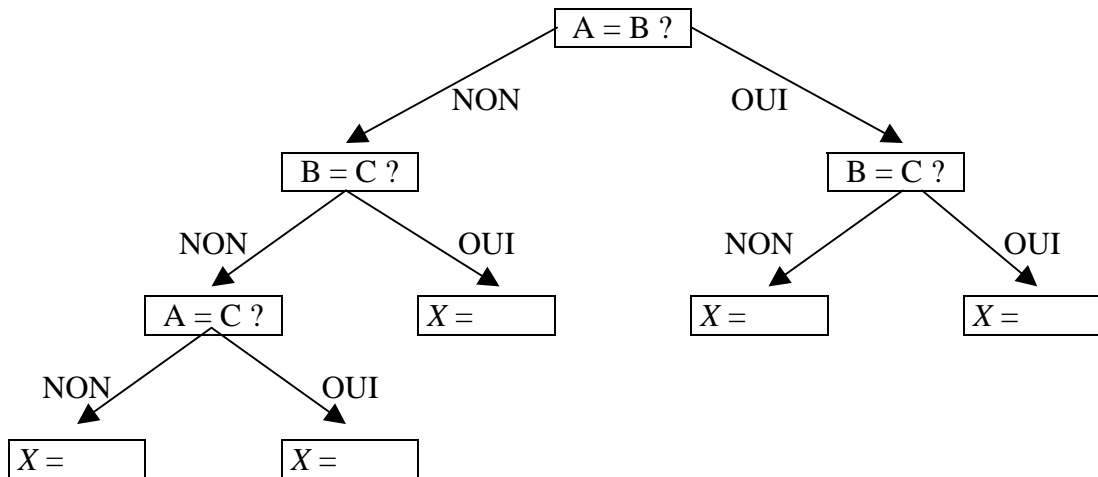 A = B ?
NON OUI
B = C ? B = C ?
NON OUI NON OUI
A = C ? X = X = X =
NON OUI
X = X =